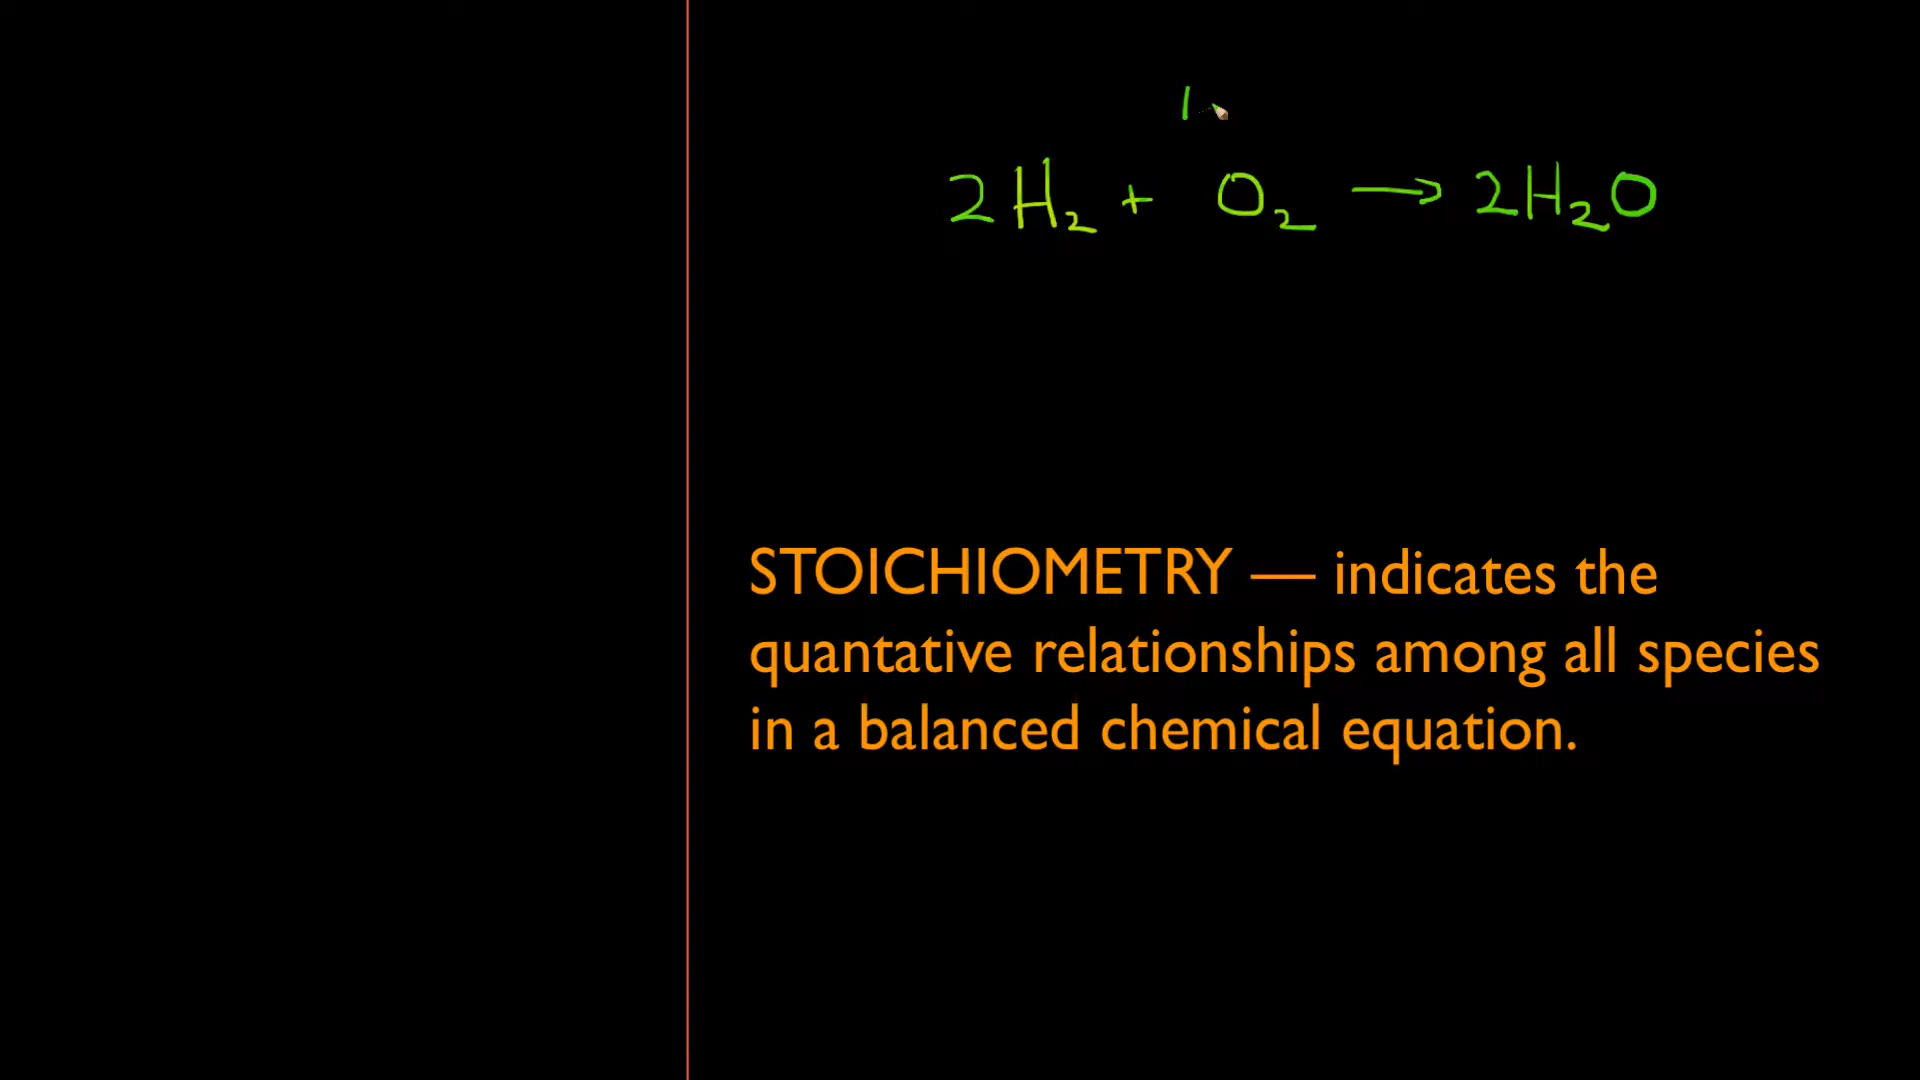 1
2H₂ + O₂ → 2H₂O
STOICHIOMETRY — indicates the
quantative relationships among all species
in a balanced chemical equation.